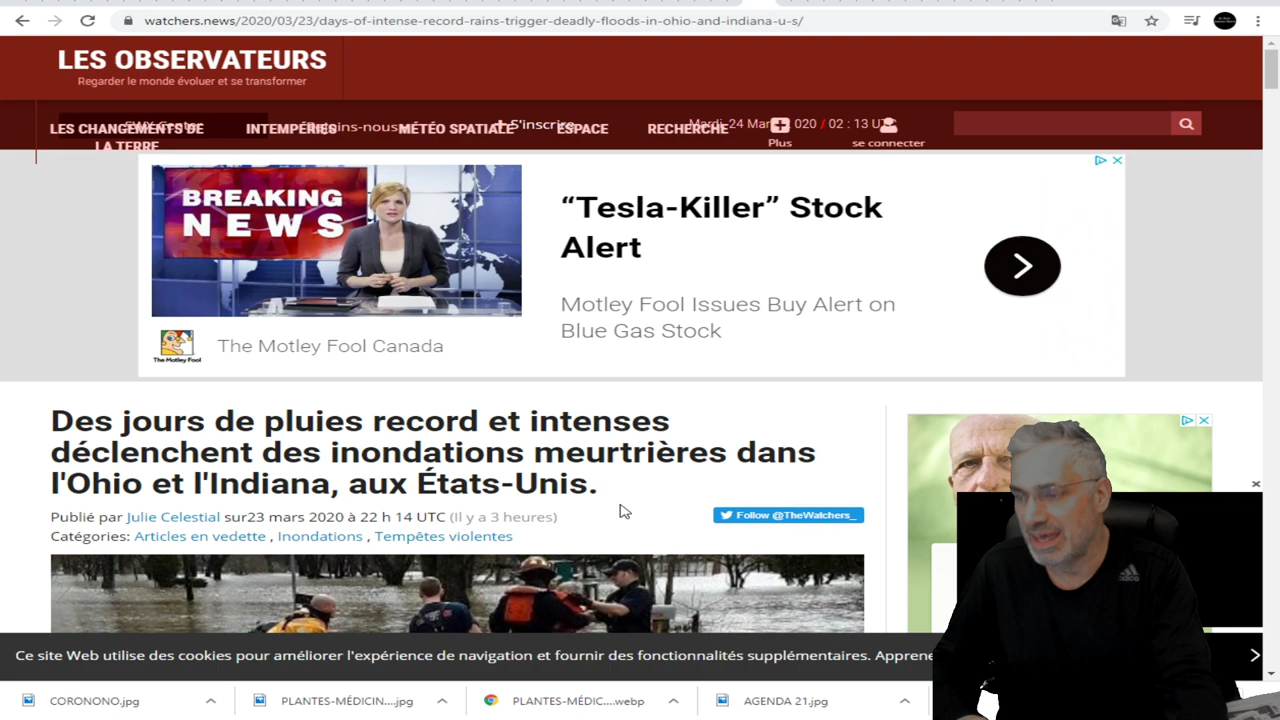 watchers.news/2020/03/23/days-of-intense-record-rains-trigger-deadly-floods-in-ohio-and-indiana-u-s/
LES OBSERVATEURS
Regarder le monde évoluer et se transformer
LES CHANGEMENTS DE LA TERRE
INTEMPÉRIES
MÉTÉO SPATIALE
S'inscrire
ESPACE
RECHERCHE
Plus
se connecter
BREAKING
NEWS
“Tesla-Killer” Stock
Alert
Motley Fool Issues Buy Alert on
Blue Gas Stock
The Motley Fool
The Motley Fool Canada
Des jours de pluies record et intenses
déclenchent des inondations meurtrières dans
l'Ohio et l'Indiana, aux États-Unis.
Publié par Julie Celestial sur23 mars 2020 à 22 h 14 UTC (Il y a 3 heures)
Follow @TheWatchers_
Catégories: Articles en vedette , Inondations , Tempêtes violentes
adidas
Ce site Web utilise des cookies pour améliorer l'expérience de navigation et fournir des fonctionnalités supplémentaires.
CORONONO.jpg
PLANTES-MÉDICIN....jpg
PLANTES-MÉDIC....webp
AGENDA 21.jpg